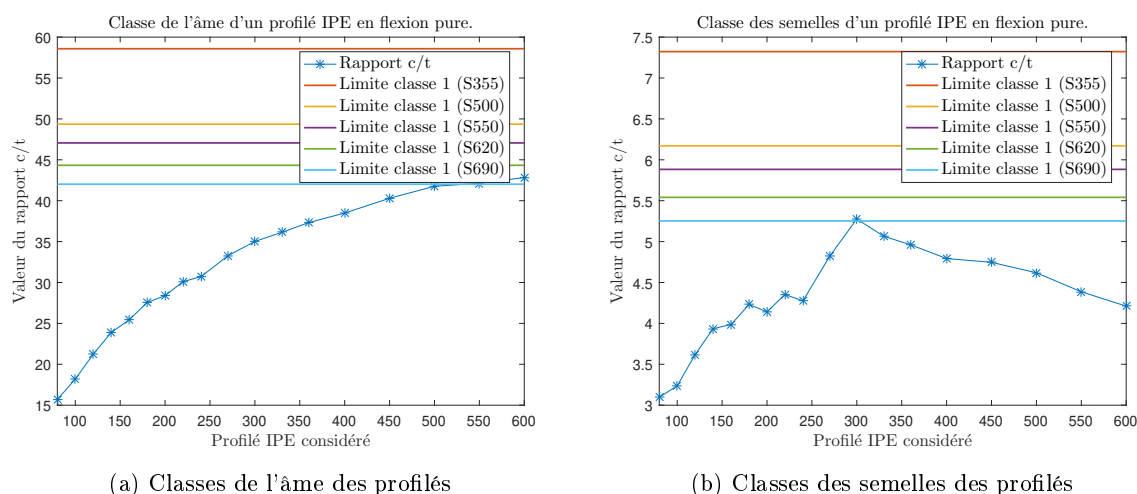 Classe de l'âme d'un profilé IPE en flexion pure.
60
55
50
45
40
35
30
25
20
15
Valeur du rapport c/t
Rapport c/t
Limite classe 1 (S355)
Limite classe 1 (S500)
Limite classe 1 (S550)
Limite classe 1 (S620)
Limite classe 1 (S690)
100 150 200 250 300 350 400 450 500 550 600
Profilé IPE considéré
(a) Classes de l'âme des profilés
Classe des semelles d'un profilé IPE en flexion pure.
7.5
7
6.5
6
5.5
5
4.5
4
3.5
3
Valeur du rapport c/t
Rapport c/t
Limite classe 1 (S355)
Limite classe 1 (S500)
Limite classe 1 (S550)
Limite classe 1 (S620)
Limite classe 1 (S690)
100 150 200 250 300 350 400 450 500 550 600
Profilé IPE considéré
(b) Classes des semelles des profilés